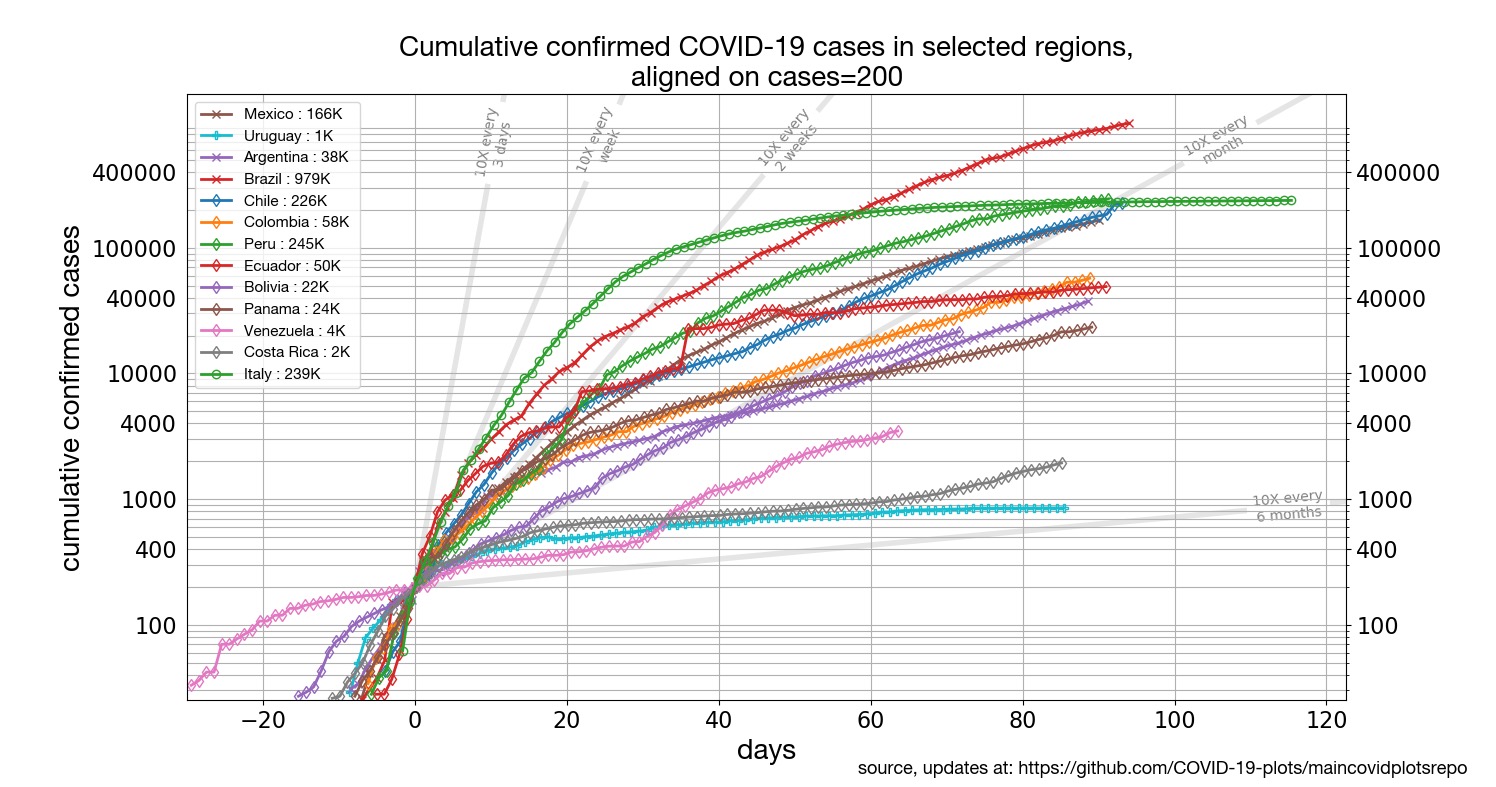 Cumulative confirmed COVID-19 cases in selected regions,
aligned on cases=200
Mexico : 166K
Uruguay : 1K
Argentina : 38K
Brazil : 979K
Chile : 226K
Colombia : 58K
Peru : 245K
Ecuador : 50K
Bolivia : 22K
Panama : 24K
Venezuela : 4K
Costa Rica : 2K
Italy : 239K
10X every
3 days
10X every
week
10X every
2 weeks
10X every
month
10X every
6 months
cumulative confirmed cases
400000
100000
40000
10000
4000
1000
400
100
400000
100000
40000
10000
4000
1000
400
100
−20
0
20
40
60
80
100
120
days
source, updates at: https://github.com/COVID-19-plots/maincovidplotsrepo